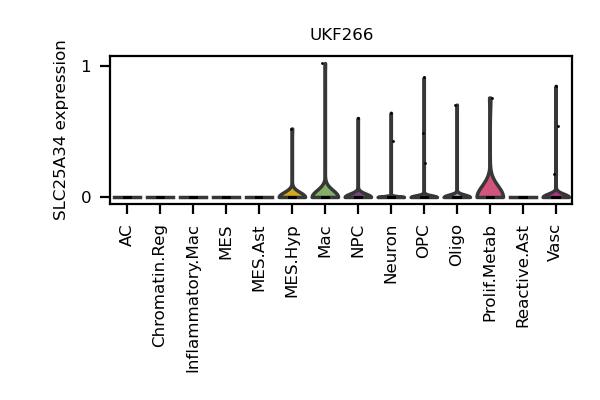 UKF266
SLC25A34 expression
1
0
AC
Chromatin.Reg
Inflammatory.Mac
MES
MES.Ast
MES.Hyp
Mac
NPC
Neuron
OPC
Oligo
Prolif.Metab
Reactive.Ast
Vasc